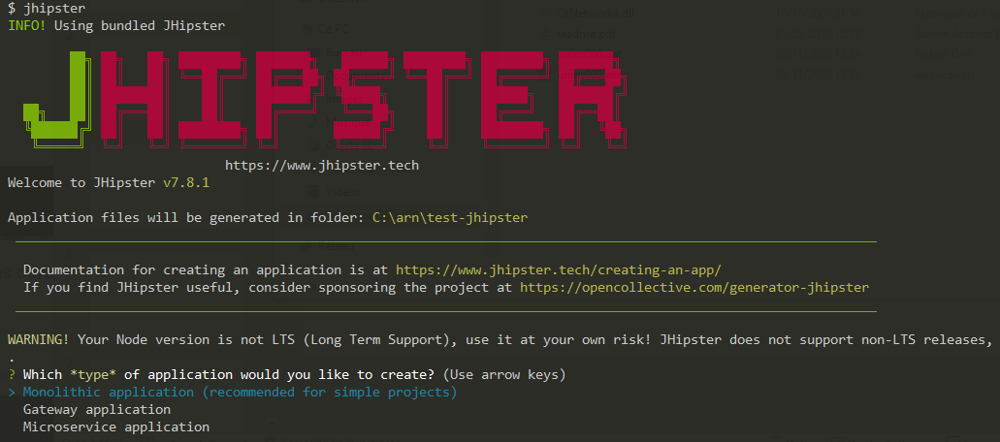 $ jhipster
INFO! Using bundled JHipster
JHIPSTER
https://www.jhipster.tech
Welcome to JHipster v7.8.1
Application files will be generated in folder: C:\arn\test-jhipster
Documentation for creating an application is at https://www.jhipster.tech/creating-an-app/
If you find JHipster useful, consider sponsoring the project at https://opencollective.com/generator-jhipster
WARNING! Your Node version is not LTS (Long Term Support), use it at your own risk! JHipster does not support non-LTS releases,
.
? Which *type* of application would you like to create? (Use arrow keys)
> Monolithic application (recommended for simple projects)
Gateway application
Microservice application